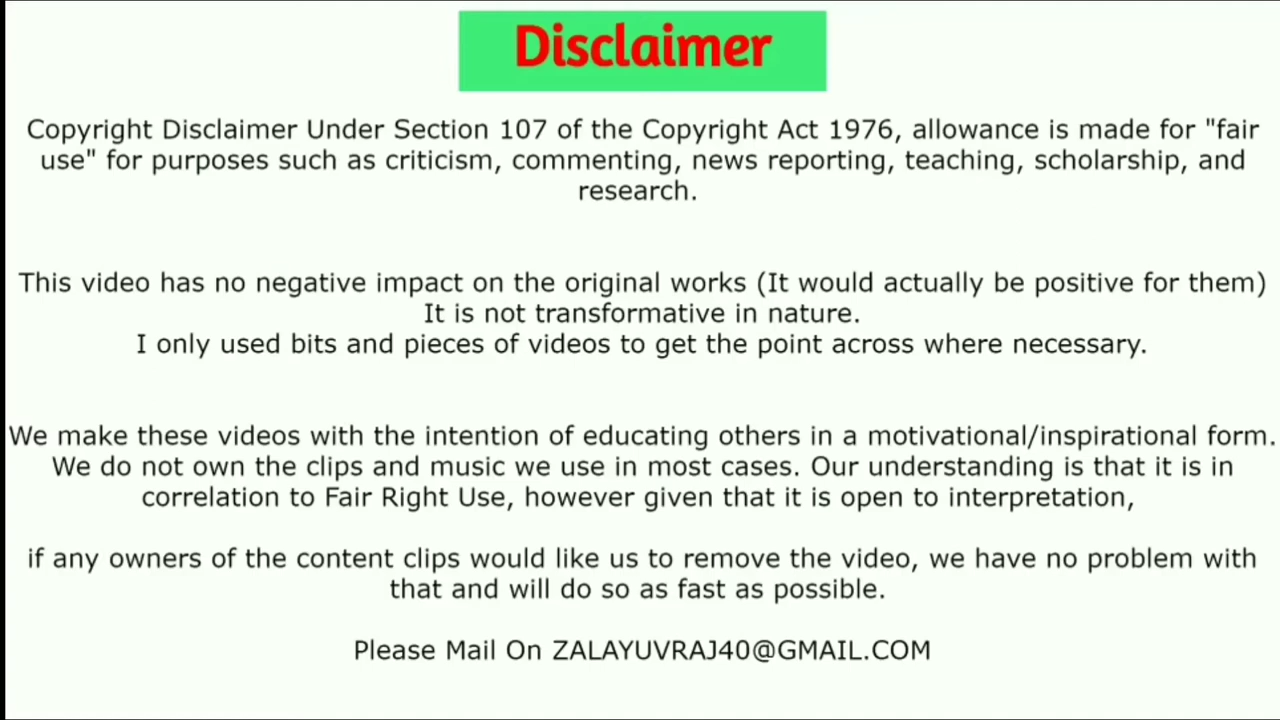 Disclaimer
Copyright Disclaimer Under Section 107 of the Copyright Act 1976, allowance is made for "fair
use" for purposes such as criticism, commenting, news reporting, teaching, scholarship, and
research.
This video has no negative impact on the original works (It would actually be positive for them)
It is not transformative in nature.
I only used bits and pieces of videos to get the point across where necessary.
We make these videos with the intention of educating others in a motivational/inspirational form.
We do not own the clips and music we use in most cases. Our understanding is that it is in
correlation to Fair Right Use, however given that it is open to interpretation,
if any owners of the content clips would like us to remove the video, we have no problem with
that and will do so as fast as possible.
Please Mail On ZALAYUVRAJ40@GMAIL.COM